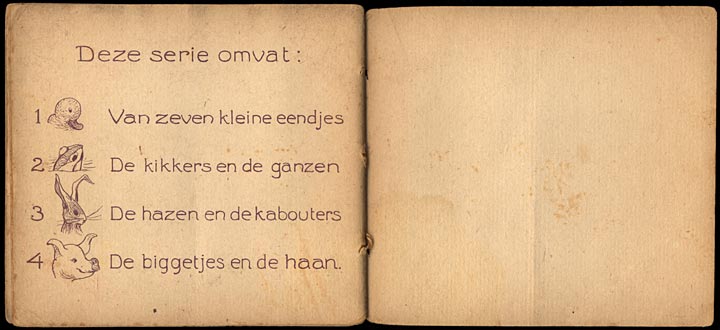 Deze serie omvat:
1 Van zeven kleine eendjes
2 De kikkers en de ganzen
3 De hazen en de kabouters
4 De biggetjes en de haan.